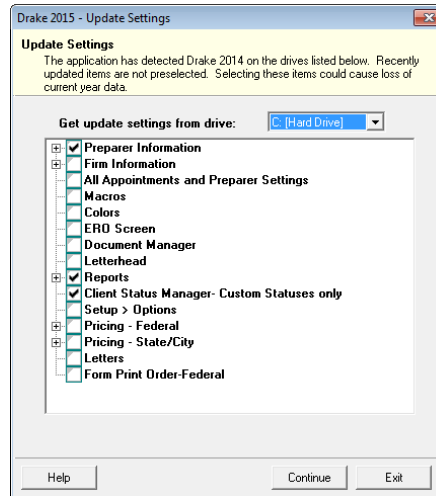 Drake 2015 - Update Settings
Update Settings
The application has detected Drake 2014 on the drives listed below. Recently
updated items are not preselected. Selecting these items could cause loss of
current year data.
Get update settings from drive: C: [Hard Drive]
Preparer Information
Firm Information
All Appointments and Preparer Settings
Macros
Colors
ERO Screen
Document Manager
Letterhead
Reports
Client Status Manager- Custom Statuses only
Setup > Options
Pricing - Federal
Pricing - State/City
Letters
Form Print Order-Federal
Help Continue Exit